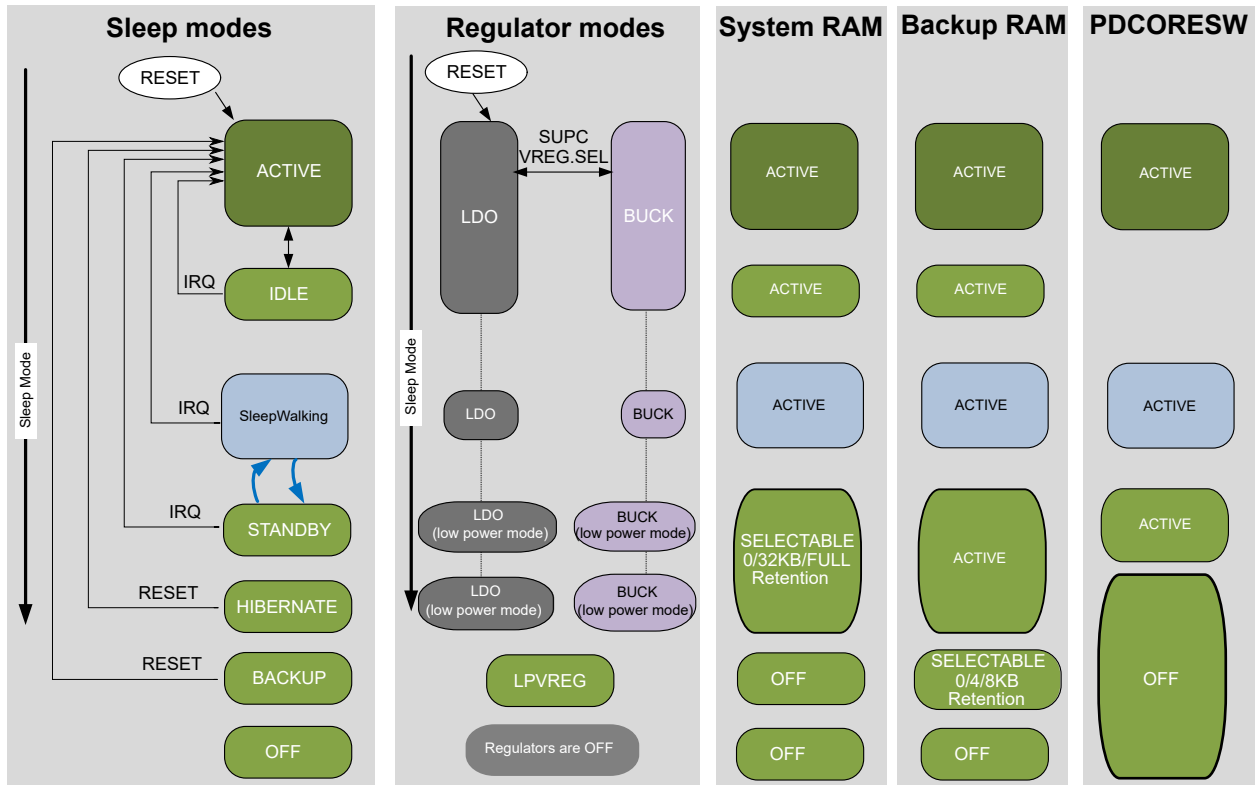 Sleep modes
RESET
ACTIVE
IRQ
IDLE
Sleep Mode
IRQ
SleepWalking
IRQ
STANDBY
RESET
HIBERNATE
RESET
BACKUP
OFF
Regulator modes
RESET
SUPC
VREG.SEL
LDO
BUCK
Sleep Mode
LDO
BUCK
LDO
(low power mode)
BUCK
(low power mode)
LDO
(low power mode)
BUCK
(low power mode)
LPVREG
Regulators are OFF
System RAM
ACTIVE
ACTIVE
ACTIVE
SELECTABLE
0/32KB/FULL
Retention
OFF
OFF
Backup RAM
ACTIVE
ACTIVE
ACTIVE
ACTIVE
SELECTABLE
0/4/8KB
Retention
OFF
PDCORESW
ACTIVE
ACTIVE
ACTIVE
OFF